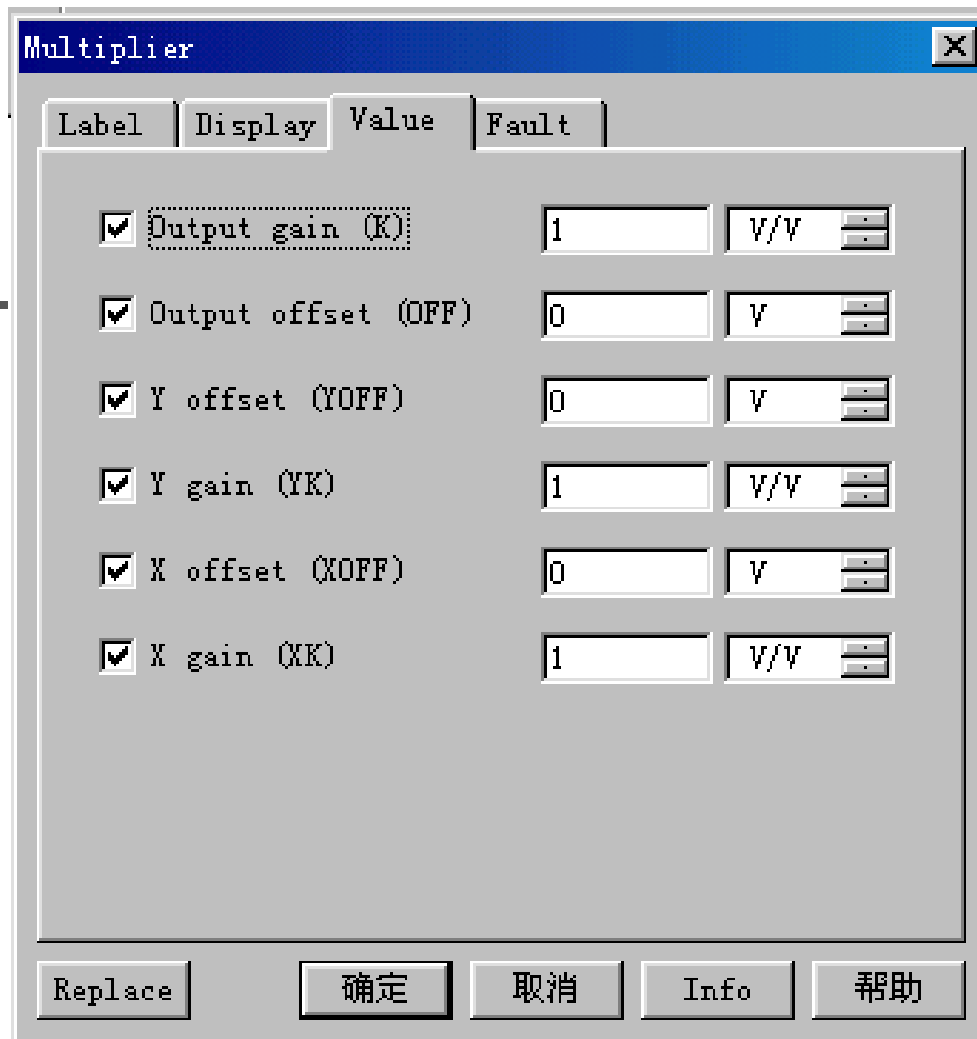 Multiplier
Label Display Value Fault
Output gain (K) 1 V/V
Output offset (OFF) 0 V
Y offset (YOFF) 0 V
Y gain (YK) 1 V/V
X offset (XOFF) 0 V
X gain (XK) 1 V/V
Replace 确定 取消 Info 帮助